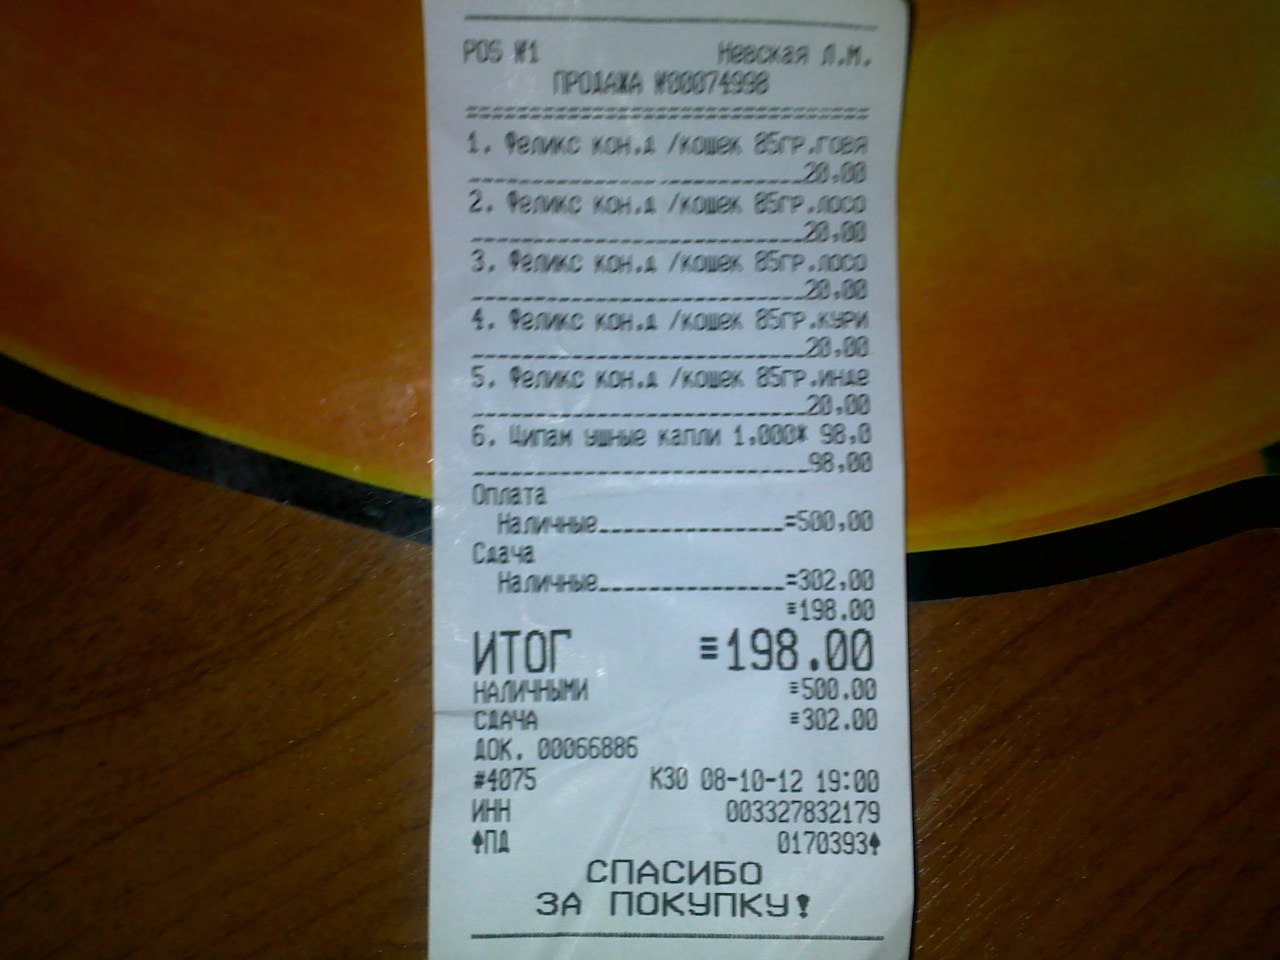 POS №1 Невская Л.М.
ПРОДАЖА №00074998
1. Феликс кон.д /кошек 85гр.говя
20,00
2. Феликс кон.д /кошек 85гр.лосо
20,00
3. Феликс кон.д /кошек 85гр.лосо
20,00
4. Феликс кон.д /кошек 85гр.кури
20,00
5. Феликс кон.д /кошек 85гр.инде
20,00
6. Ципам ушные капли 1,000* 98,0
98,00
Оплата
Наличные =500,00
Сдача
Наличные =302,00
≡198.00
ИТОГ ≡198.00
НАЛИЧНЫМИ ≡500.00
СДАЧА ≡302.00
ДОК. 00066886
#4075 К30 08-10-12 19:00
ИНН 003327832179
♠ПД 0170393♠
СПАСИБО
ЗА ПОКУПКУ!